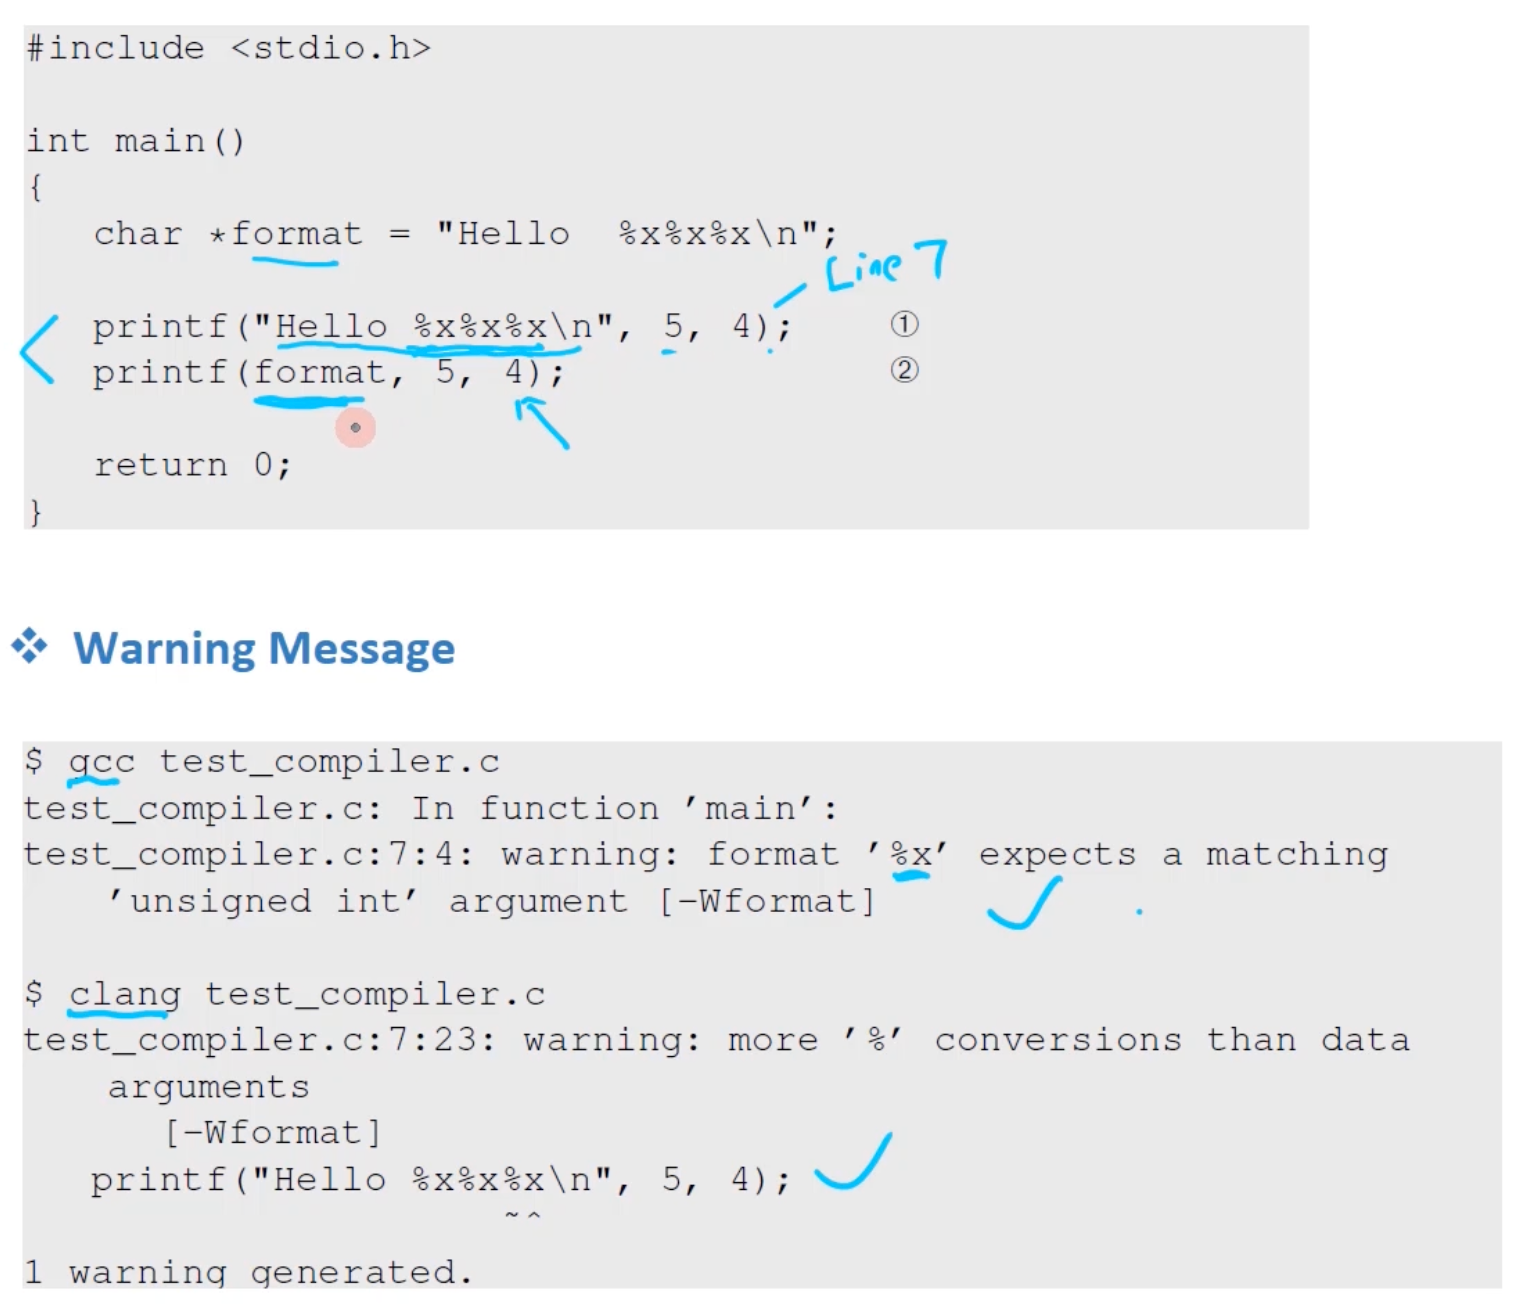 #include <stdio.h>
int main()
{
char *format = "Hello  %x%x%x\n";
Line 7
printf("Hello %x%x%x\n", 5, 4); ①
printf(format, 5, 4); ②
return 0;
}
❖ Warning Message
$ gcc test_compiler.c
test_compiler.c: In function ′main′:
test_compiler.c:7:4: warning: format ′%x′ expects a matching
′unsigned int′ argument [-Wformat]
$ clang test_compiler.c
test_compiler.c:7:23: warning: more ′%′ conversions than data
arguments
[-Wformat]
printf("Hello %x%x%x\n", 5, 4);
~^
1 warning generated.